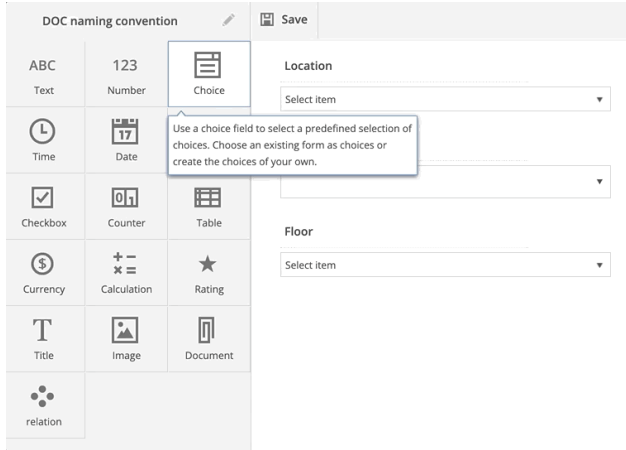 DOC naming convention
Save
ABC
123
Text
Number
Choice
Location
Select item
Use a choice field to select a predefined selection of
choices. Choose an existing form as choices or
create the choices of your own.
17
Time
Date
0 1
Checkbox
Counter
Table
Floor
Select item
$
Currency
Calculation
Rating
T
Title
Image
Document
relation